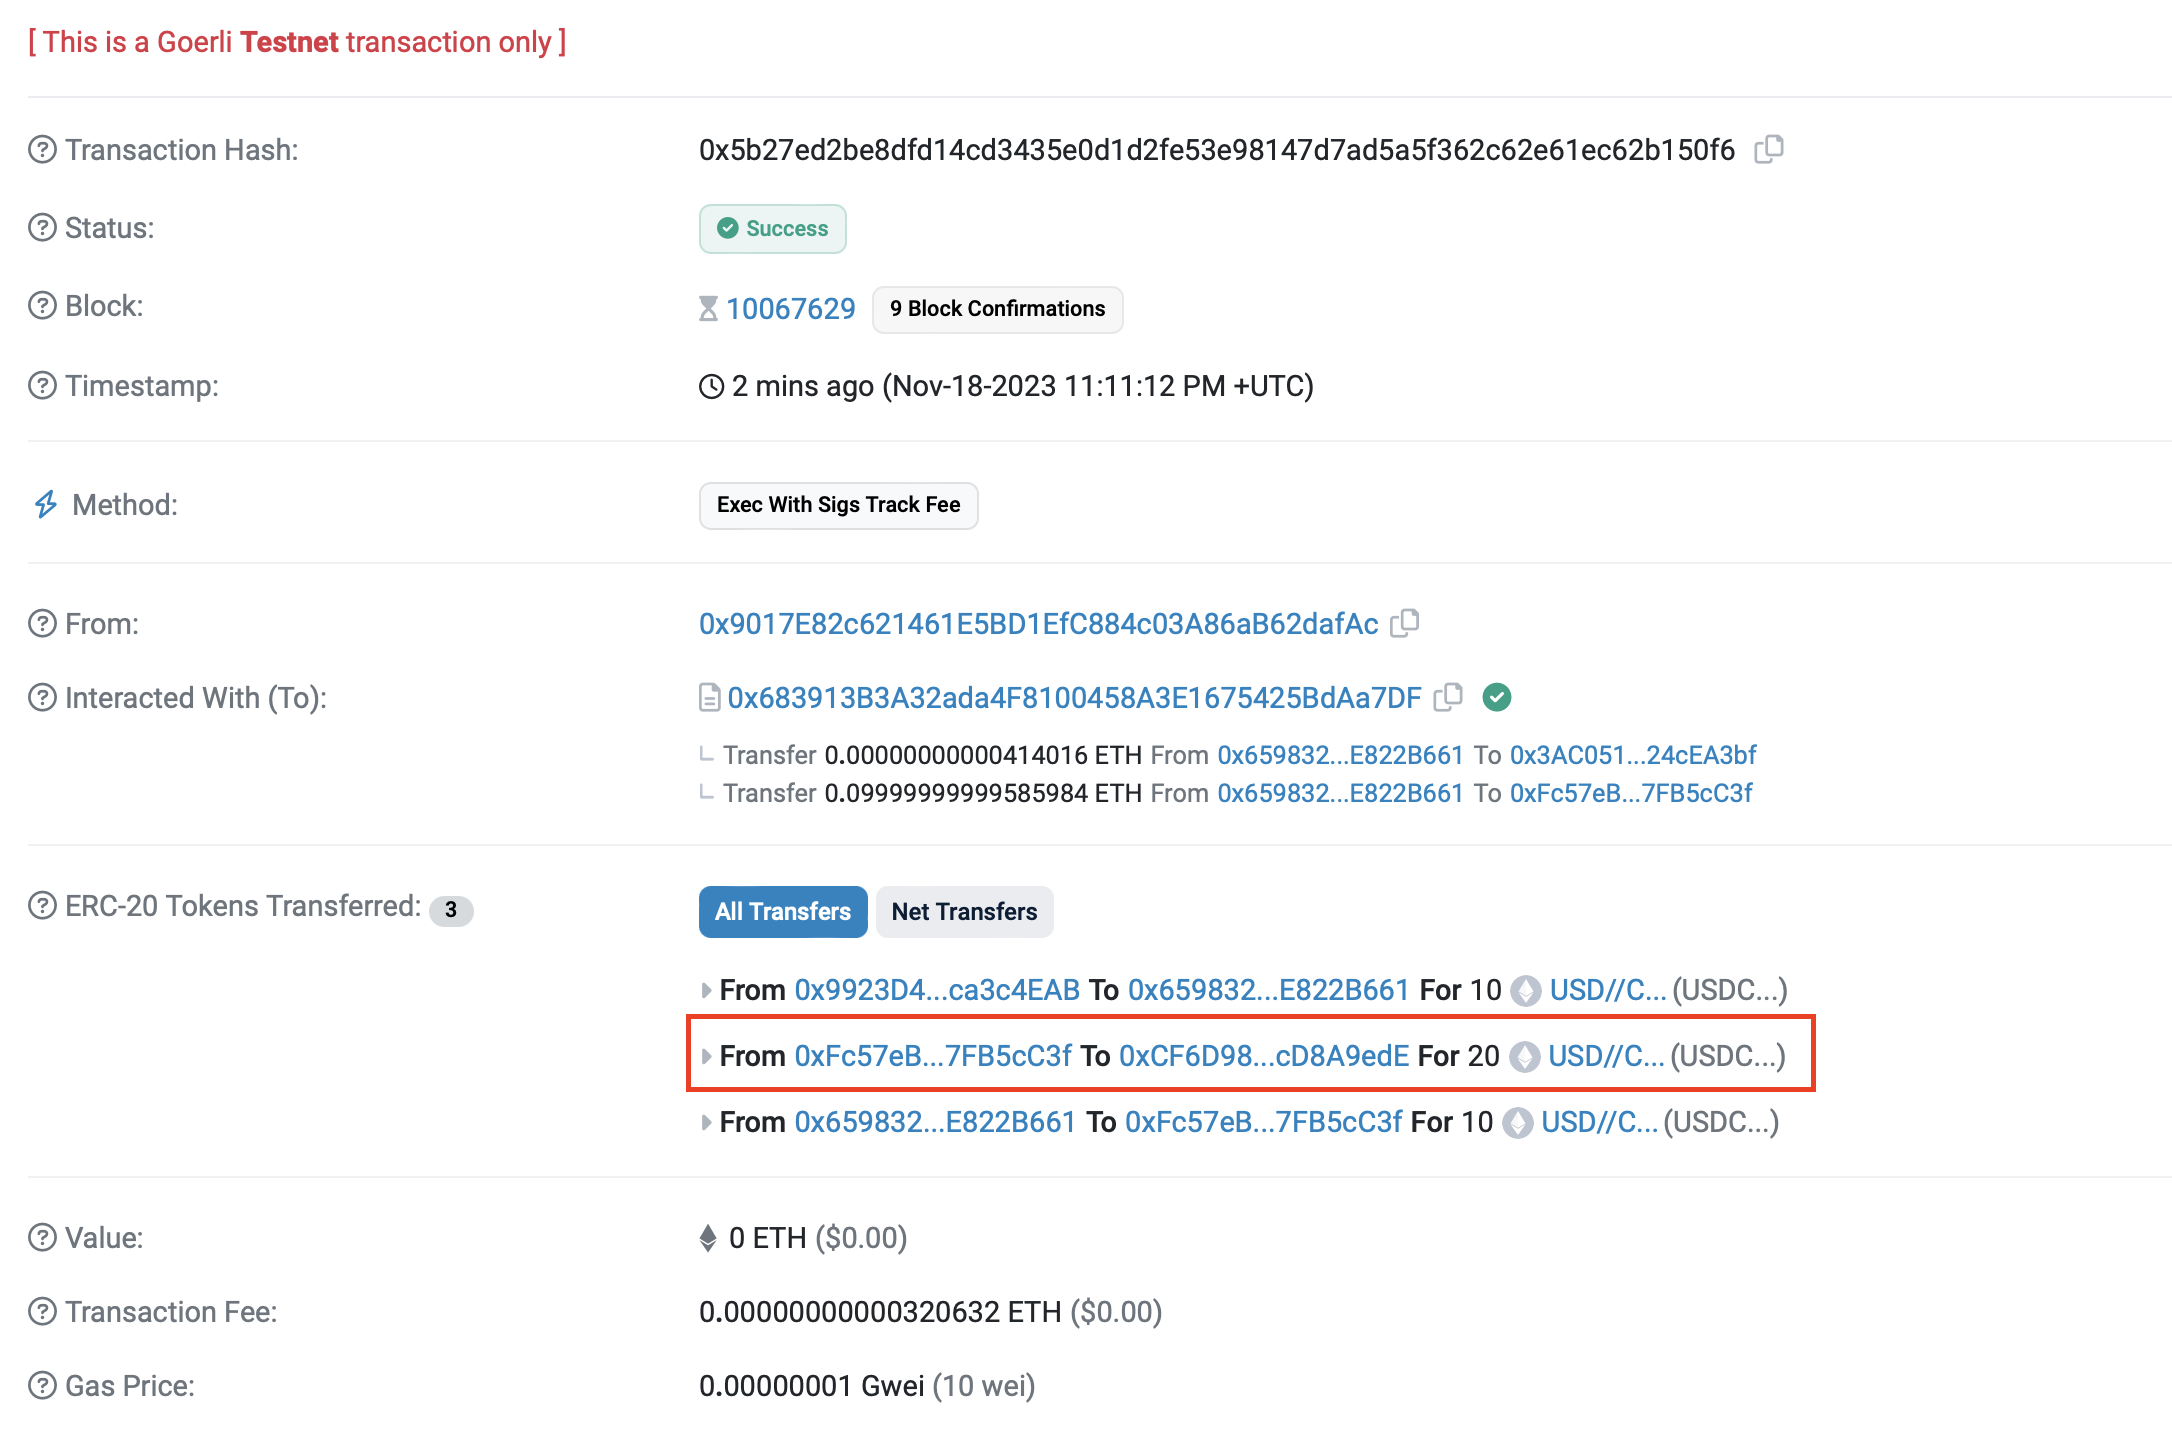 [ This is a Goerli Testnet transaction only ]
Transaction Hash: 0x5b27ed2be8dfd14cd3435e0d1d2fe53e98147d7ad5a5f362c62e61ec62b150f6
Status: Success
Block: 10067629 9 Block Confirmations
Timestamp: 2 mins ago (Nov-18-2023 11:11:12 PM +UTC)
Method: Exec With Sigs Track Fee
From: 0x9017E82c621461E5BD1EfC884c03A86aB62dafAc
Interacted With (To): 0x683913B3A32ada4F8100458A3E1675425BdAa7DF
Transfer 0.00000000000414016 ETH From 0x659832...E822B661 To 0x3AC051...24cEA3bf
Transfer 0.09999999999585984 ETH From 0x659832...E822B661 To 0xFc57eB...7FB5cC3f
ERC-20 Tokens Transferred: 3 All Transfers Net Transfers
From 0x9923D4...ca3c4EAB To 0x659832...E822B661 For 10 USD//C... (USDC...)
From 0xFc57eB...7FB5cC3f To 0xCF6D98...cD8A9edE For 20 USD//C... (USDC...)
From 0x659832...E822B661 To 0xFc57eB...7FB5cC3f For 10 USD//C... (USDC...)
Value: 0 ETH ($0.00)
Transaction Fee: 0.00000000000320632 ETH ($0.00)
Gas Price: 0.00000001 Gwei (10 wei)